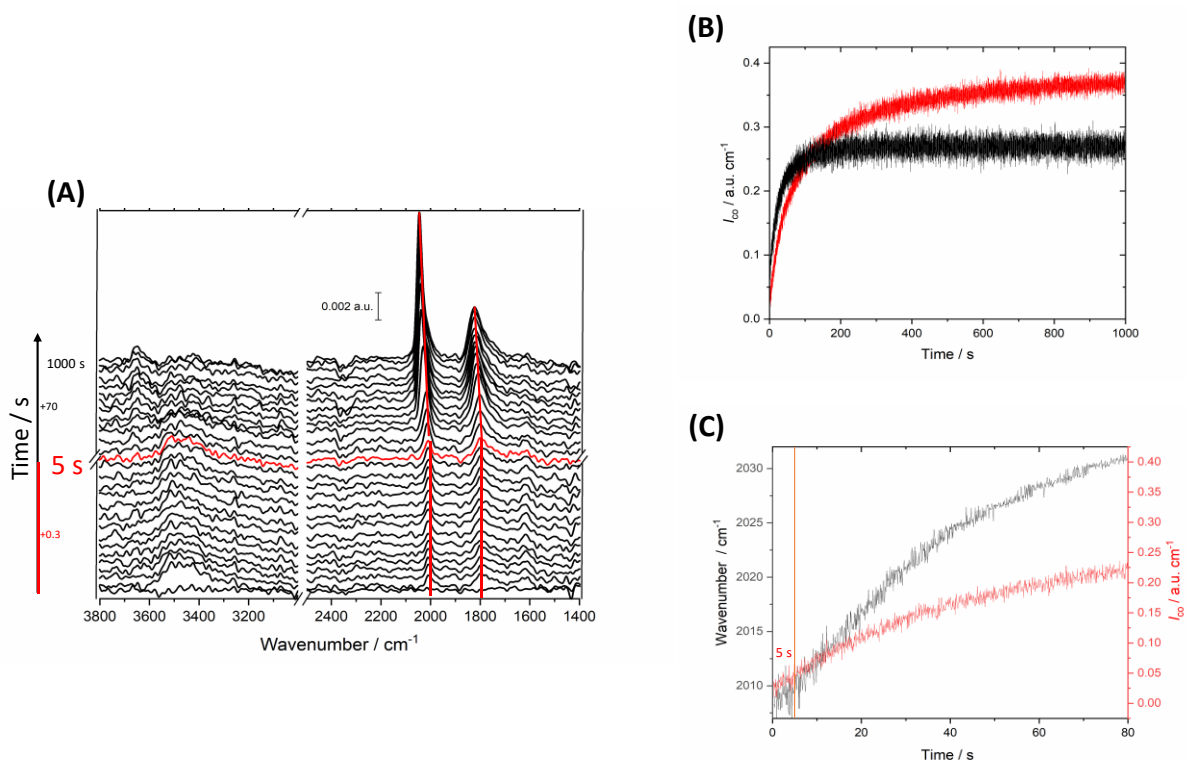 (A)
0.002 a.u.
1000 s
+70
5 s
+0.3
Time / s
3800 3600 3400 3200 2400 2200 2000 1800 1600 1400
Wavenumber / cm⁻¹
(B)
0.4
0.3
0.3
0.2
0.1
0.1
0.0
I_CO / a.u. cm⁻¹
0 200 400 600 800 1000
Time / s
(C)
2030
2025
2020
2015
2010
Wavenumber / cm⁻¹
5 s
0.40
0.35
0.30
0.25
0.20
0.15
0.10
0.05
0.00
I_CO / a.u. cm⁻¹
0 20 40 60 80
Time / s